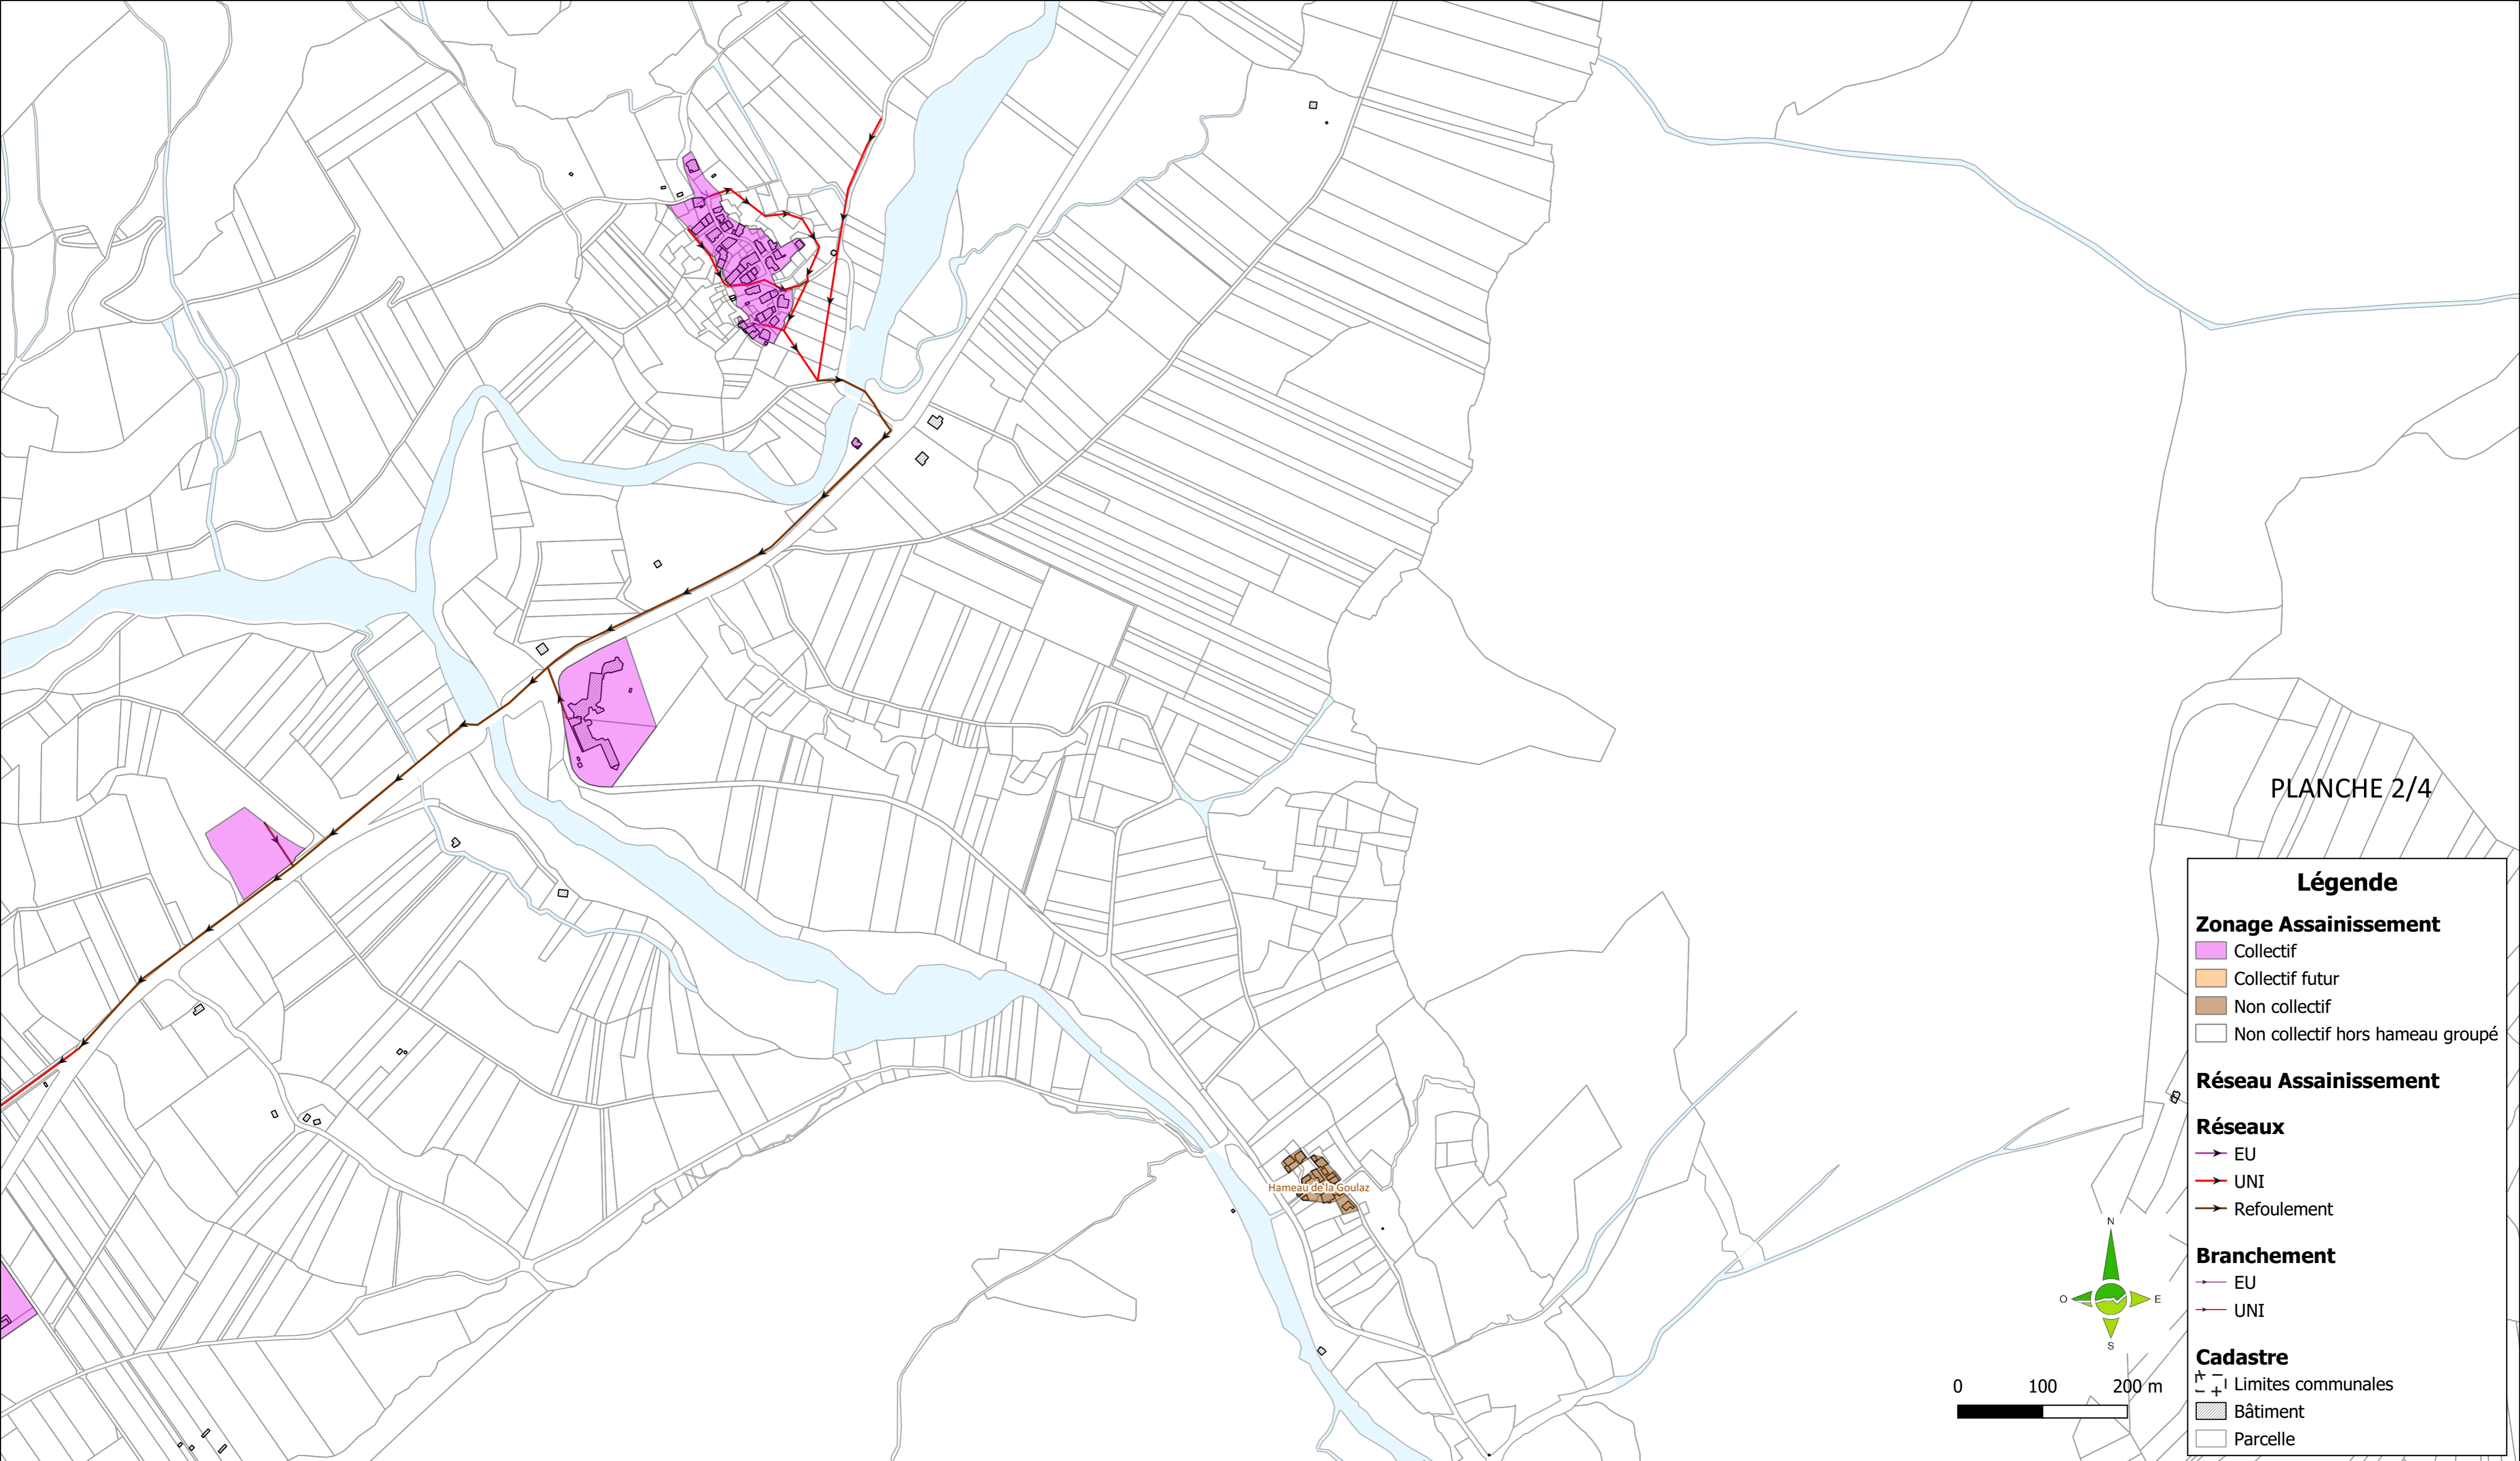 PLANCHE 2/4
Légende
Zonage Assainissement
Collectif
Collectif futur
Non collectif
Non collectif hors hameau groupé
Réseau Assainissement
Réseaux
EU
UNI
Refoulement
Branchement
EU
UNI
Cadastre
Limites communales
Bâtiment
Parcelle
Hameau de la Goulaz
N
O E
S
0 100 200 m